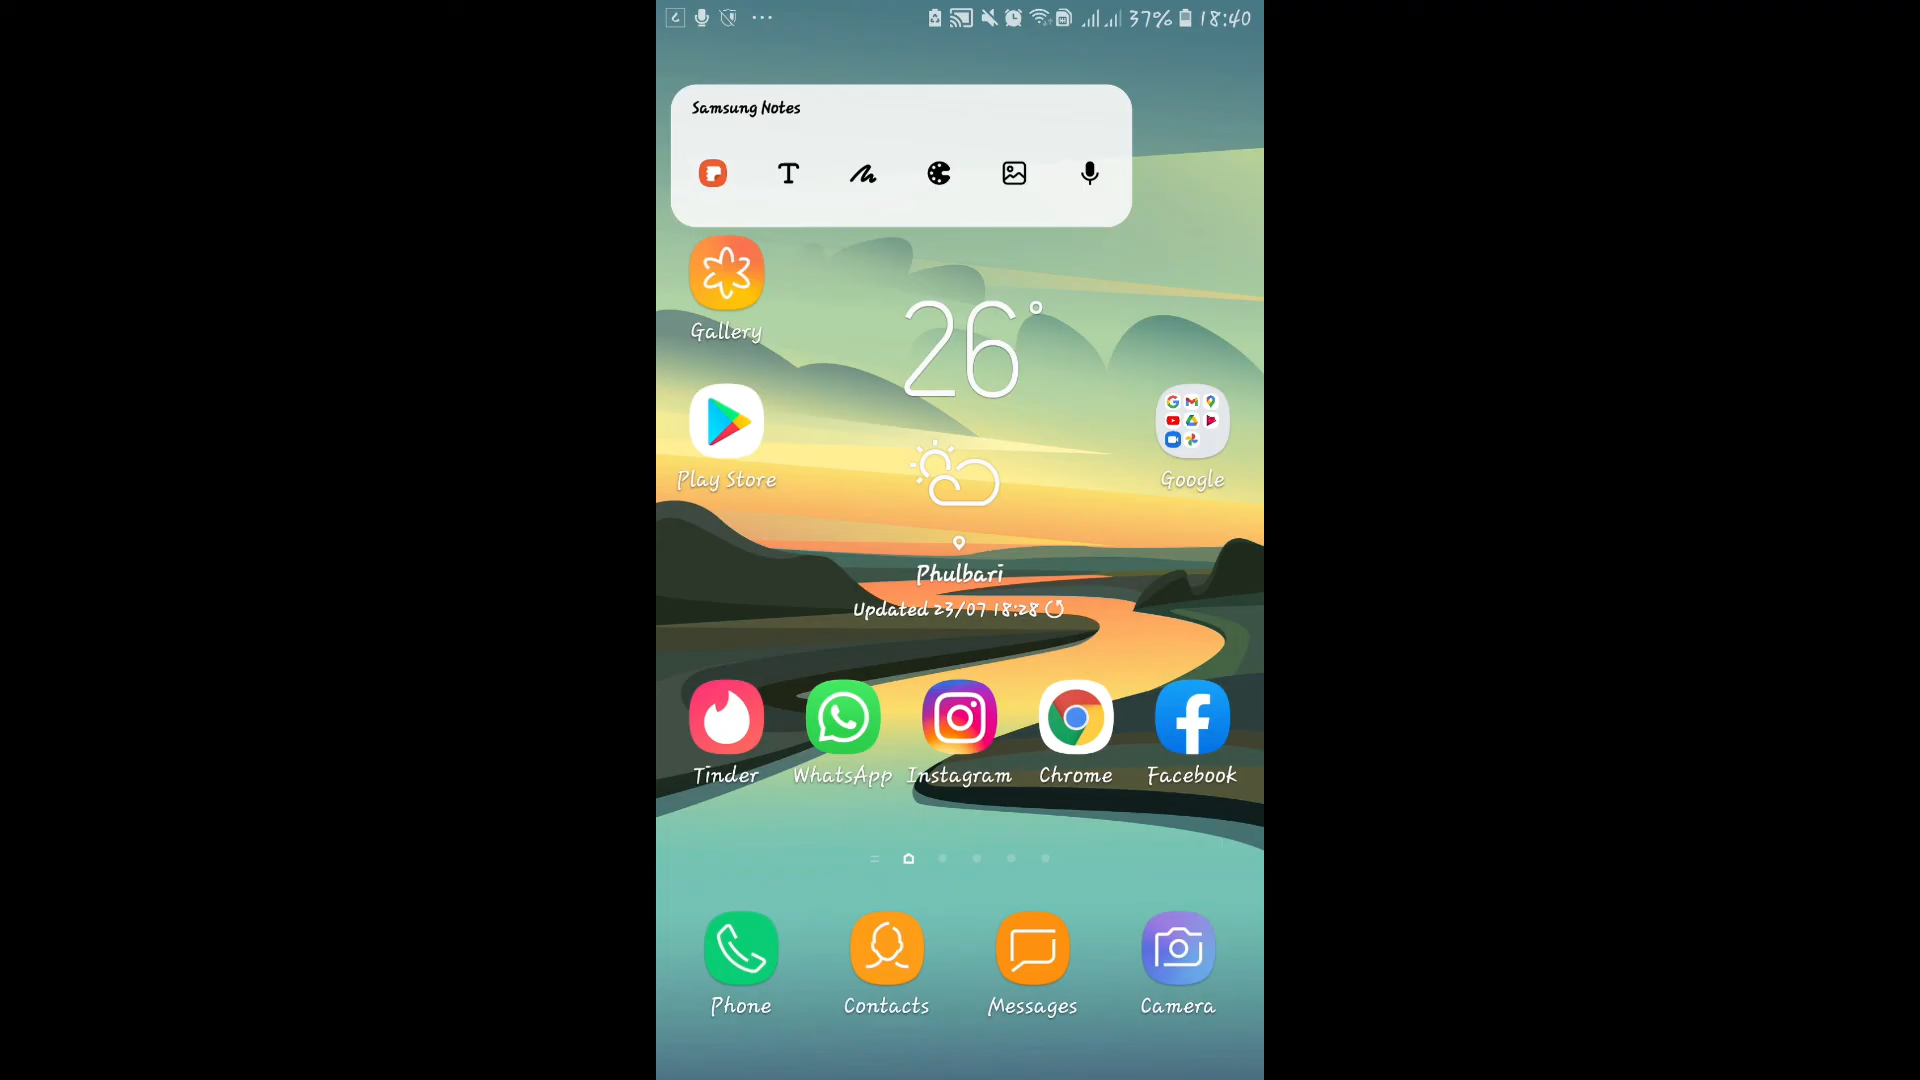 37% 18:40
Samsung Notes
26°
Gallery
Play Store
Google
Phulbari
Updated 23/07 18:28
Tinder WhatsApp Instagram Chrome Facebook
Phone Contacts Messages Camera